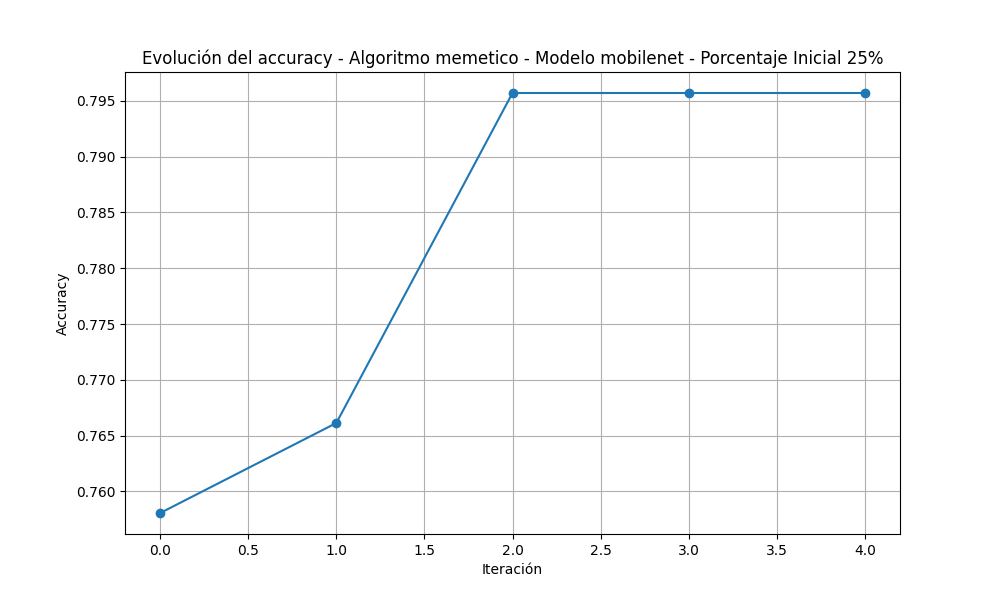 Evolución del accuracy - Algoritmo memetico - Modelo mobilenet - Porcentaje Inicial 25%
0.795
0.790
0.785
0.780
0.775
0.770
0.765
0.760
Accuracy
0.0 0.5 1.0 1.5 2.0 2.5 3.0 3.5 4.0
Iteración